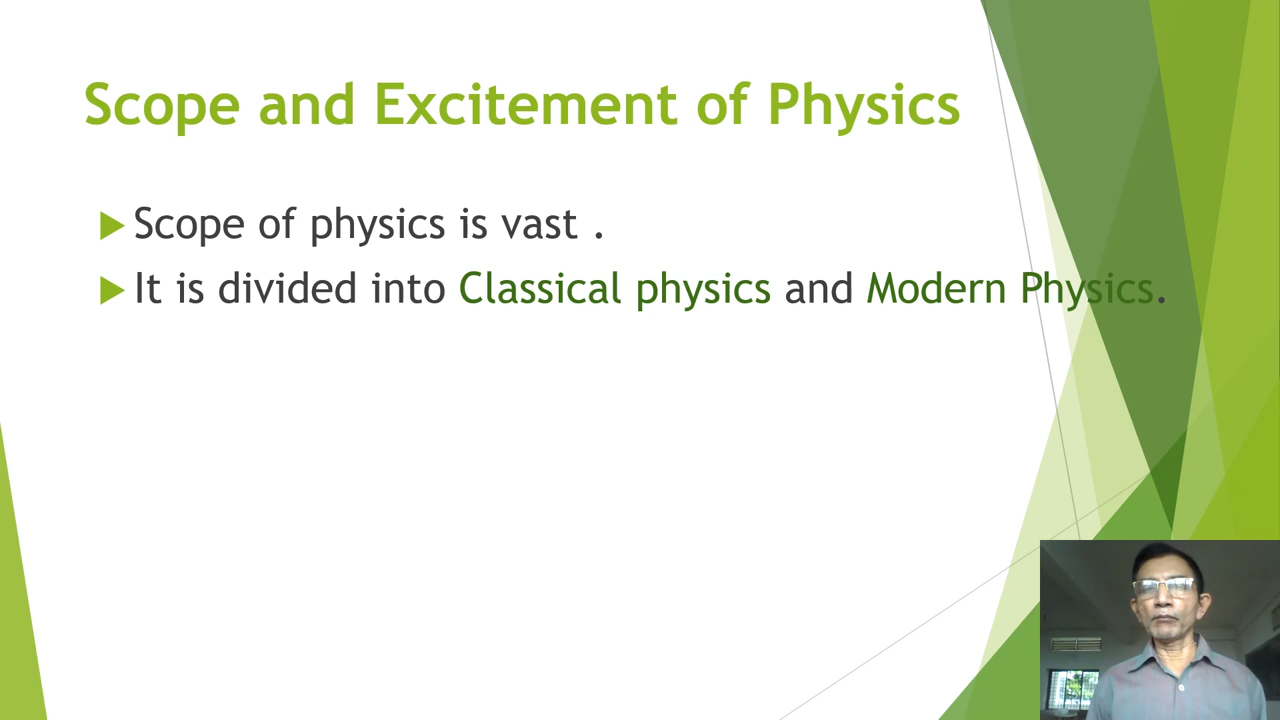 Scope and Excitement of Physics
Scope of physics is vast .
It is divided into Classical physics and Modern Physics.